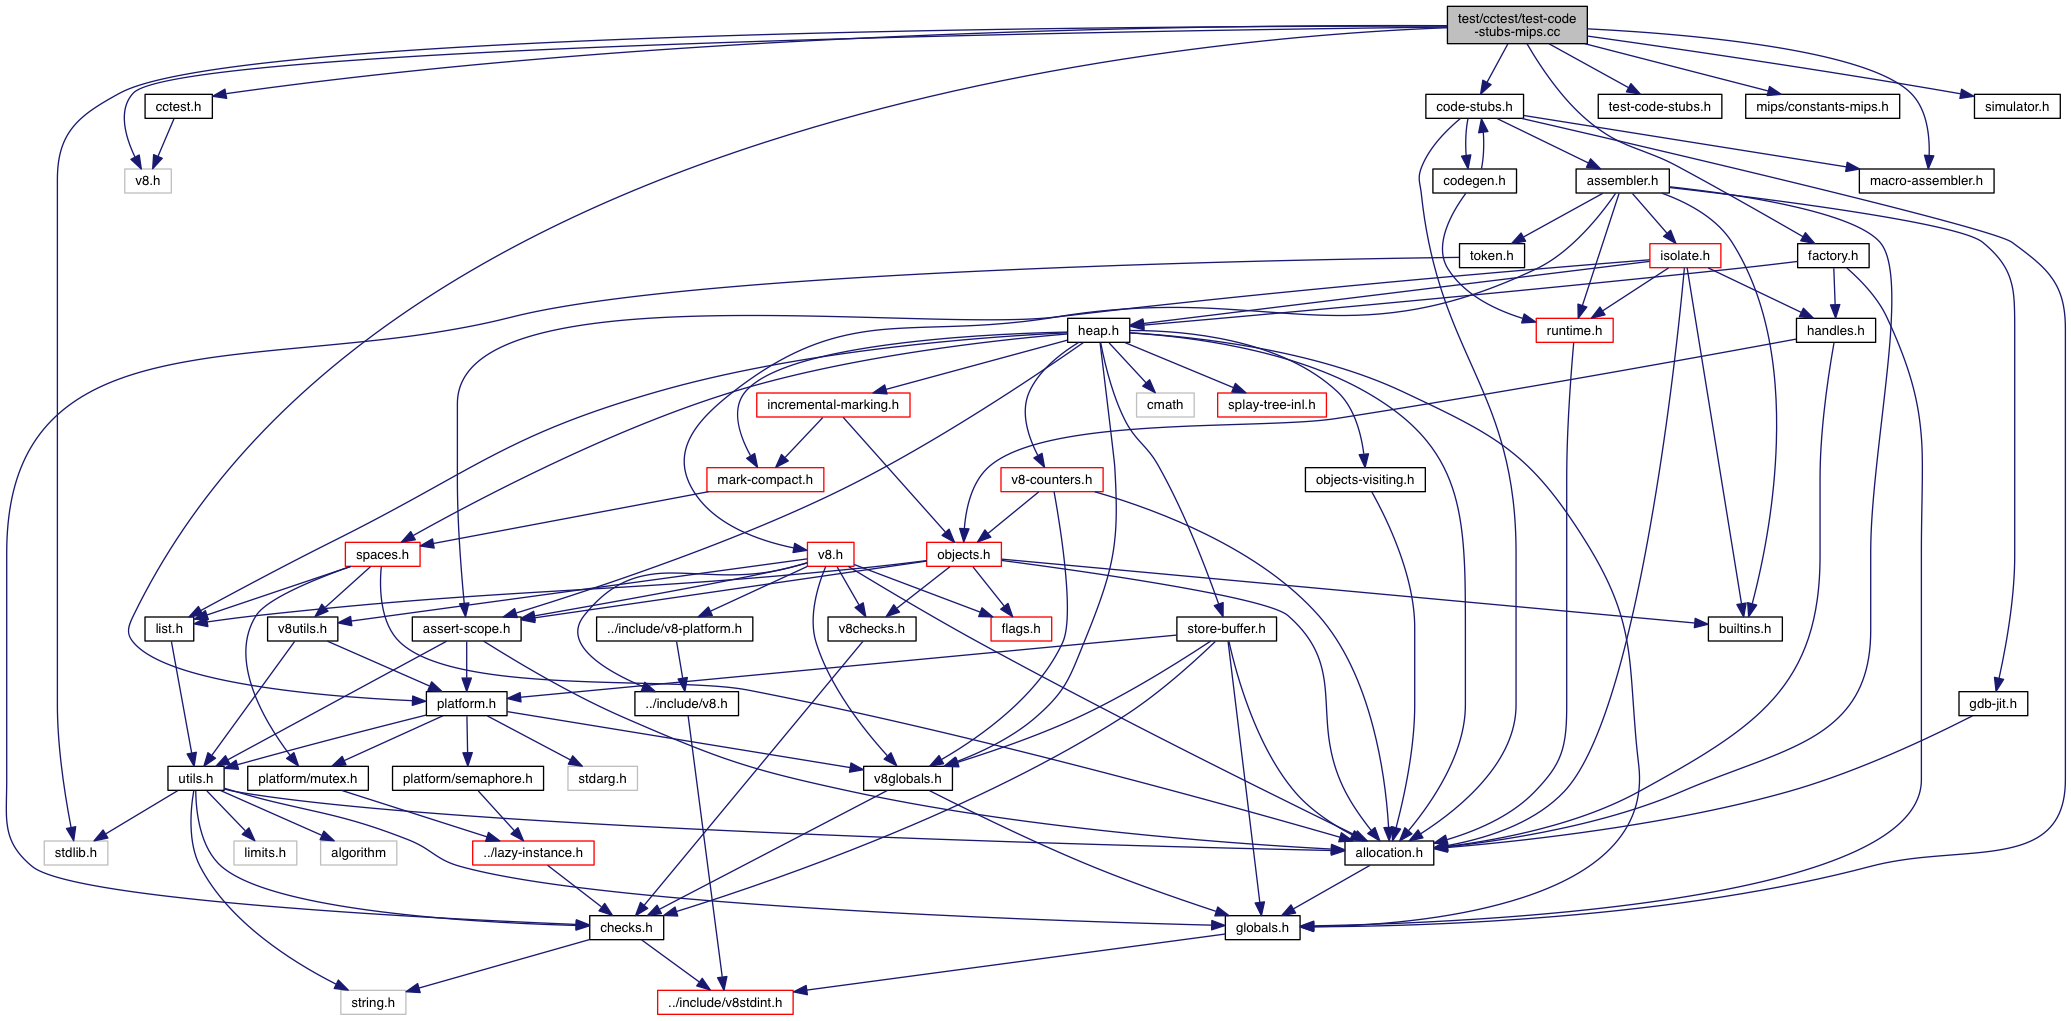 test/cctest/test-code
-stubs-mips.cc
cctest.h
code-stubs.h
test-code-stubs.h
mips/constants-mips.h
simulator.h
v8.h
codegen.h
assembler.h
macro-assembler.h
token.h
isolate.h
factory.h
heap.h
runtime.h
handles.h
incremental-marking.h
cmath
splay-tree-inl.h
mark-compact.h
v8-counters.h
objects-visiting.h
spaces.h
v8.h
objects.h
list.h
v8utils.h
assert-scope.h
../include/v8-platform.h
v8checks.h
flags.h
store-buffer.h
builtins.h
platform.h
../include/v8.h
gdb-jit.h
utils.h
platform/mutex.h
platform/semaphore.h
stdarg.h
v8globals.h
stdlib.h
limits.h
algorithm
../lazy-instance.h
allocation.h
checks.h
globals.h
string.h
../include/v8stdint.h